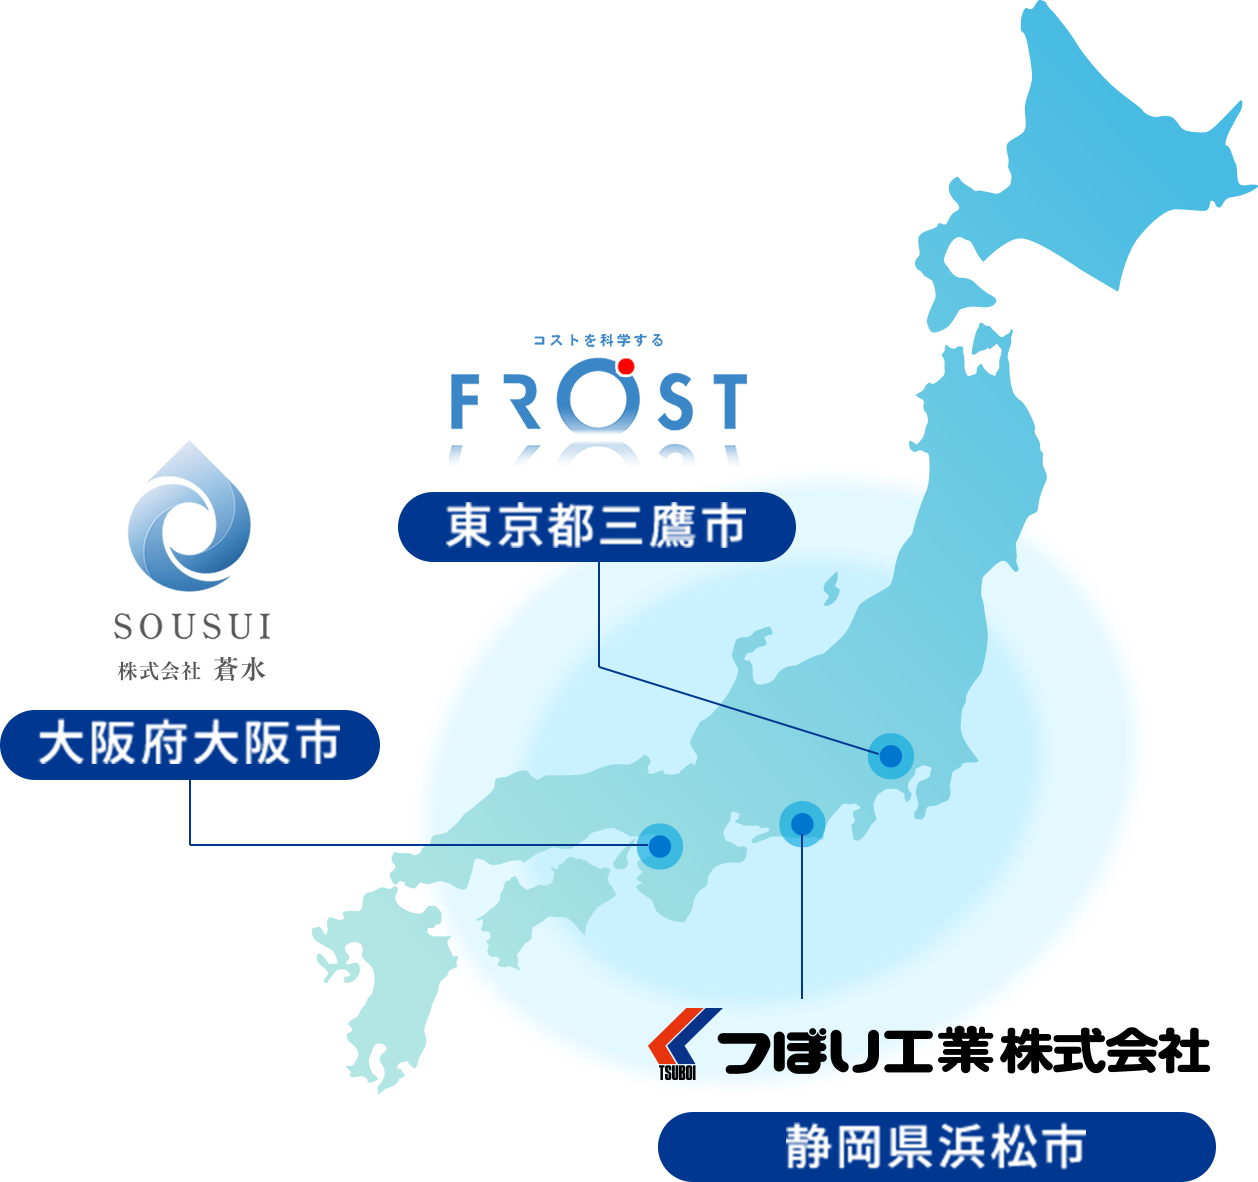 コストを科学する
FROST
東京都三鷹市
SOUSUI
株式会社 蒼水
大阪府大阪市
TSUBOI
つぼり工業株式会社
静岡県浜松市